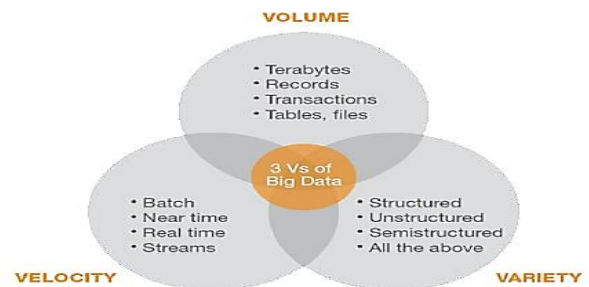 VOLUME
• Terabytes
• Records
• Transactions
• Tables, files
3 Vs of
Big Data
• Batch
• Near time
• Real time
• Streams
• Structured
• Unstructured
• Semistructured
• All the above
VELOCITY
VARIETY